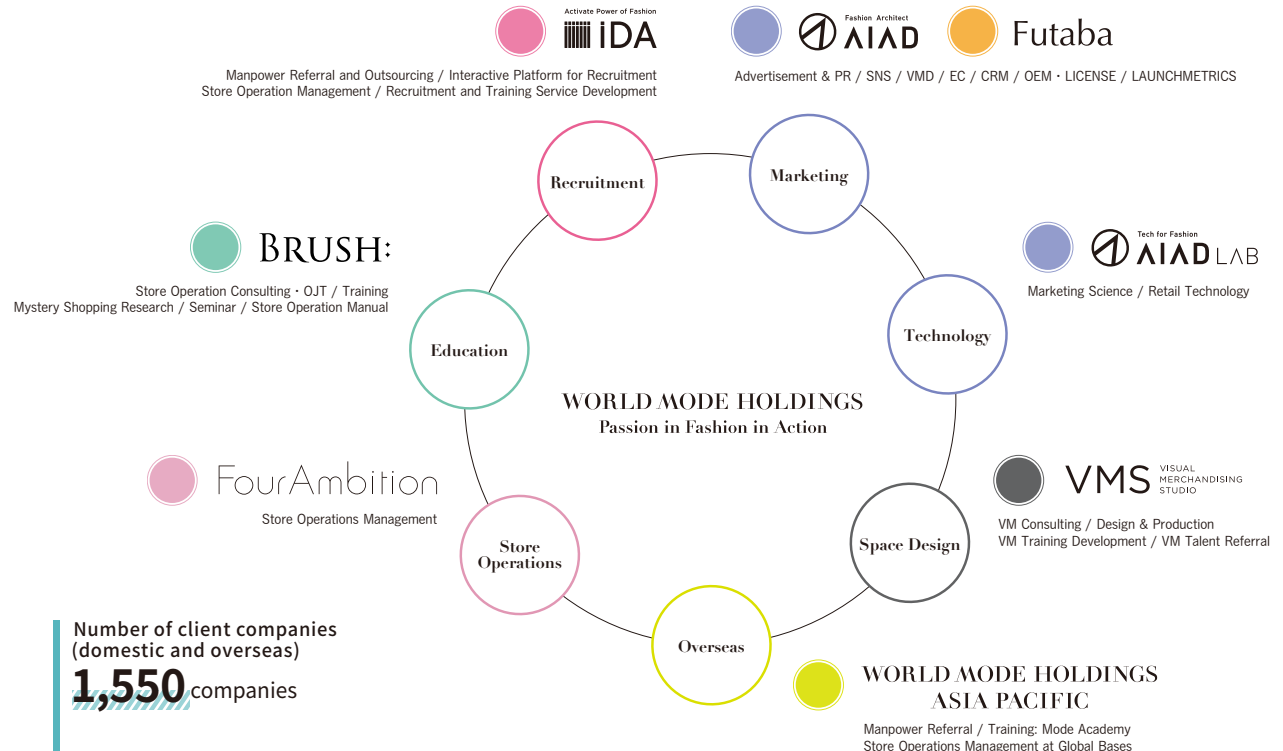 Activate Power of Fashion
iDA
Manpower Referral and Outsourcing / Interactive Platform for Recruitment
Store Operation Management / Recruitment and Training Service Development
Fashion Architect
AIAD
Futaba
Advertisement & PR / SNS / VMD / EC / CRM / OEM・LICENSE / LAUNCHMETRICS
Recruitment
Marketing
BRUSH:
Store Operation Consulting・OJT / Training
Mystery Shopping Research / Seminar / Store Operation Manual
Tech for Fashion
AIAD LAB
Marketing Science / Retail Technology
Education
Technology
WORLD MODE HOLDINGS
Passion in Fashion in Action
FourAmbition
Store Operations Management
VMS
VISUAL
MERCHANDISING
STUDIO
VM Consulting / Design & Production
VM Training Development / VM Talent Referral
Store
Operations
Space Design
Overseas
Number of client companies
(domestic and overseas)
1,550 companies
WORLD MODE HOLDINGS
ASIA PACIFIC
Manpower Referral / Training: Mode Academy
Store Operations Management at Global Bases